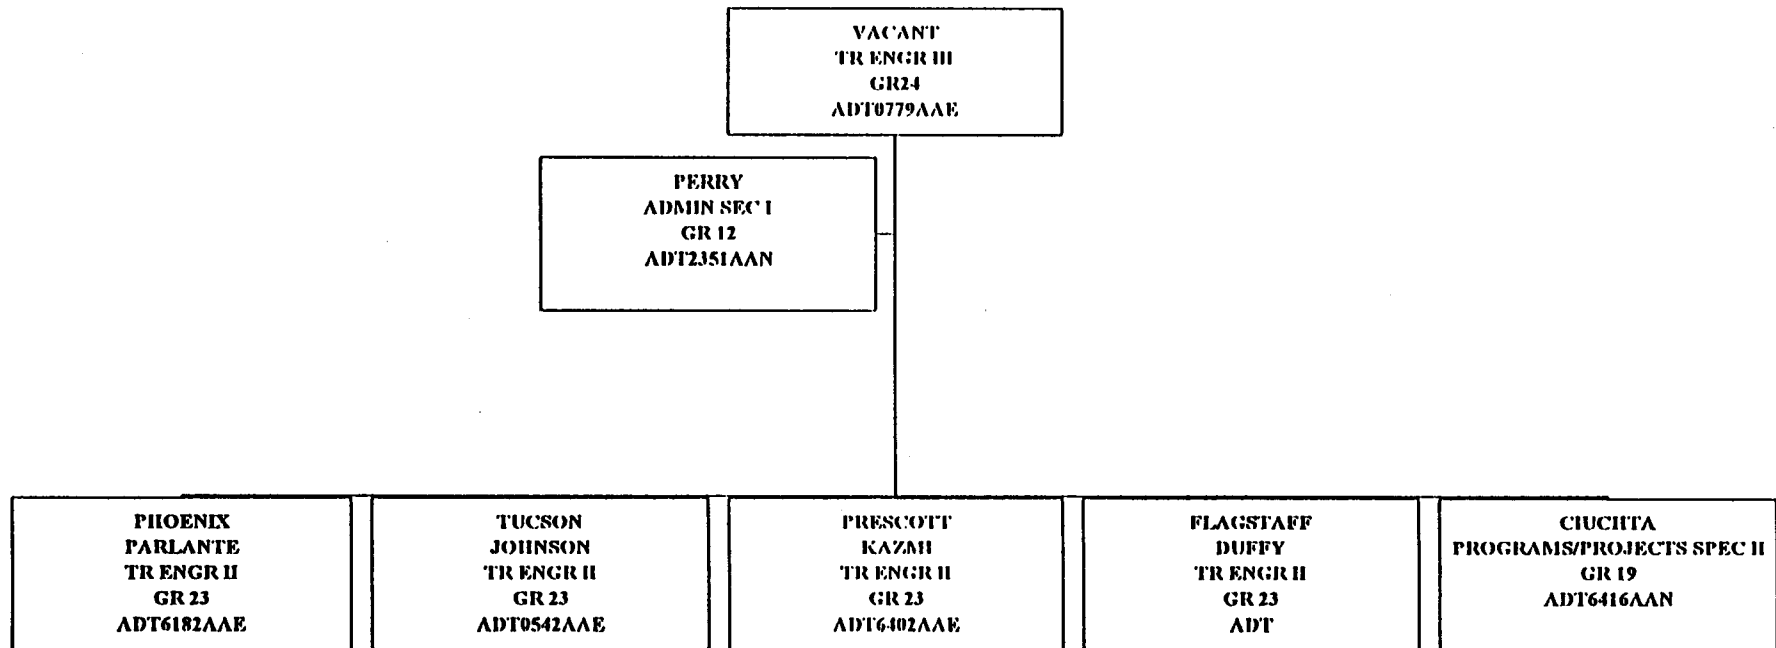 VACANT
TR ENGR III
GR24
ADT0779AAE
PERRY
ADMIN SEC I
GR 12
ADT2351AAN
PHOENIX
PARLANTE
TR ENGR II
GR 23
ADT6182AAE
TUCSON
JOHNSON
TR ENGR II
GR 23
ADT0542AAE
PRESCOTT
KAZMI
TR ENGR II
GR 23
ADT6402AAE
FLAGSTAFF
DUFFY
TR ENGR II
GR 23
ADT
CIUCHTA
PROGRAMS/PROJECTS SPEC II
GR 19
ADT6416AAN